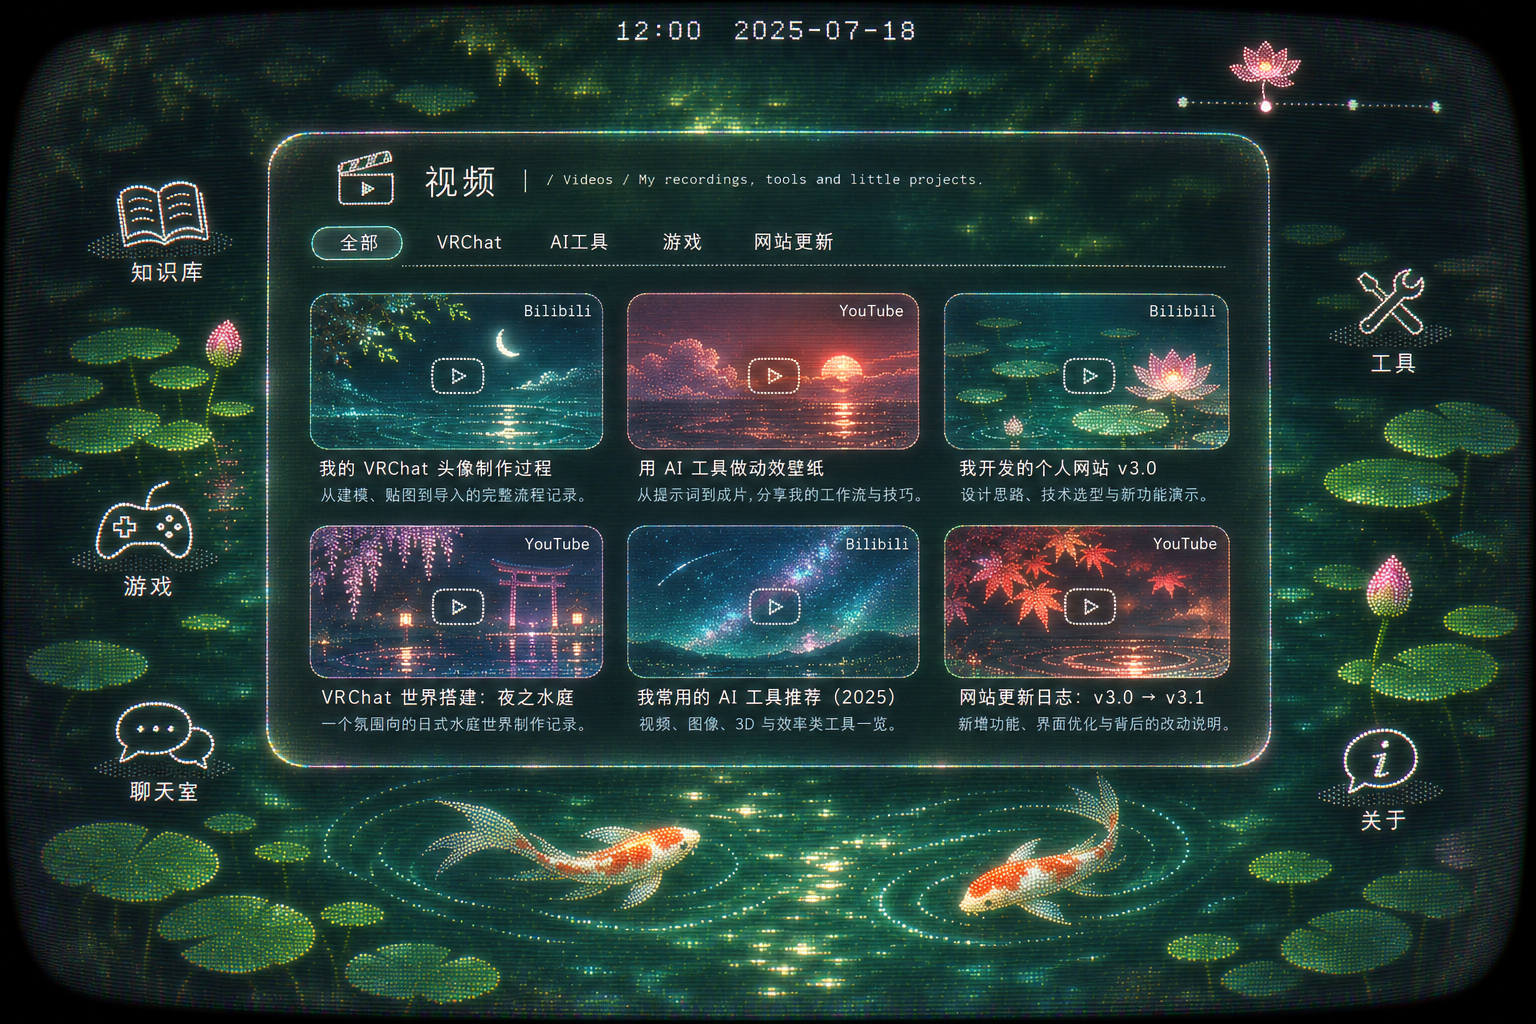 12:00 2025-07-18
视频 | / Videos / My recordings, tools and little projects.
全部 VRChat AI工具 游戏 网站更新
知识库
游戏
聊天室
工具
关于
Bilibili
我的 VRChat 头像制作过程
从建模、贴图到导入的完整流程记录。
YouTube
用 AI 工具做动效壁纸
从提示词到成片，分享我的工作流与技巧。
Bilibili
我开发的个人网站 v3.0
设计思路、技术选型与新功能演示。
YouTube
VRChat 世界搭建：夜之水庭
一个氛围向的日式水庭世界制作记录。
Bilibili
我常用的 AI 工具推荐（2025）
视频、图像、3D 与效率类工具一览。
YouTube
网站更新日志：v3.0 → v3.1
新增功能、界面优化与背后的改动说明。